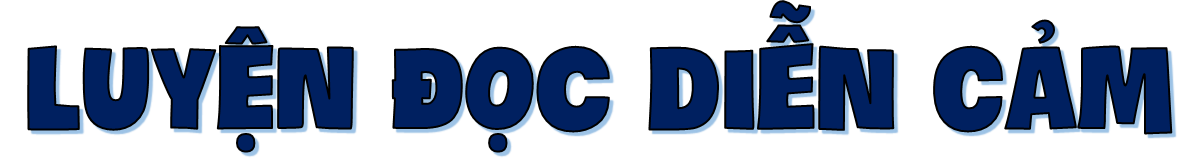 LUYỆN ĐỌC DIỄN CẢM